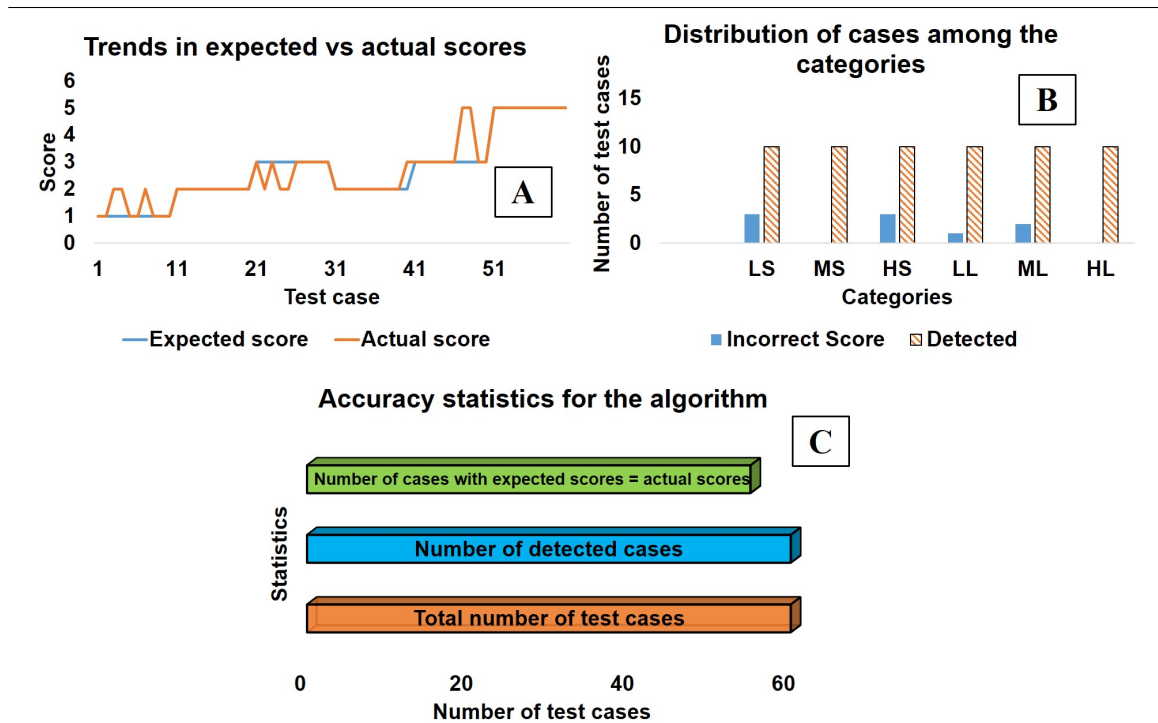 Trends in expected vs actual scores
6
5
4
3
2
1
0
Score
A
1 11 21 31 41 51
Test case
Expected score Actual score
Distribution of cases among the
categories
15
10
5
0
Number of test cases
B
LS MS HS LL ML HL
Categories
Incorrect Score Detected
Accuracy statistics for the algorithm
C
Statistics
Number of cases with expected scores = actual scores
Number of detected cases
Total number of test cases
0 20 40 60
Number of test cases